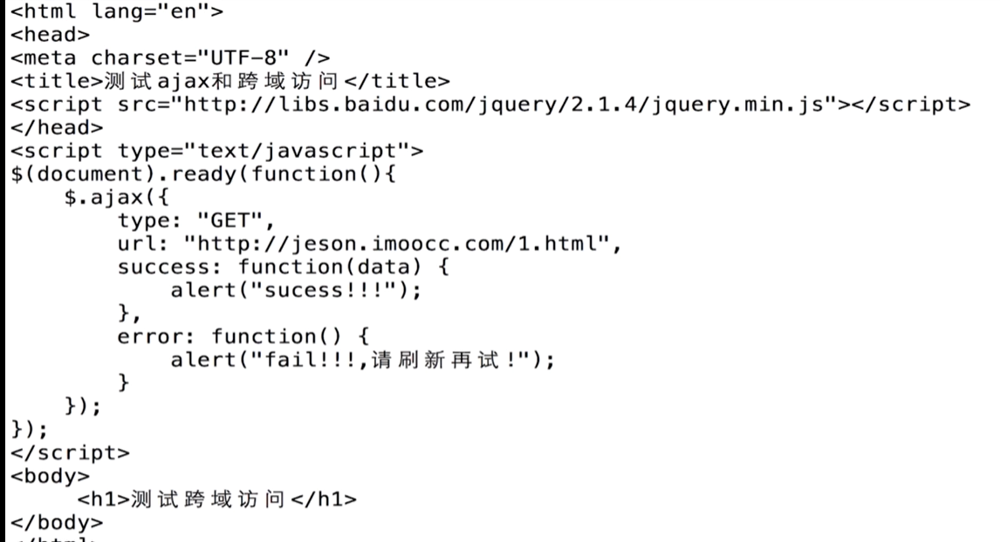 <html lang="en">
<head>
<meta charset="UTF-8" />
<title>测试ajax和跨域访问</title>
<script src="http://libs.baidu.com/jquery/2.1.4/jquery.min.js"></script>
</head>
<script type="text/javascript">
$(document).ready(function(){
    $.ajax({
        type: "GET",
        url: "http://jeson.imoocc.com/1.html",
        success: function(data) {
            alert("sucess!!!");
        },
        error: function() {
            alert("fail!!!,请刷新再试!");
        }
    });
});
</script>
<body>
     <h1>测试跨域访问</h1>
</body>